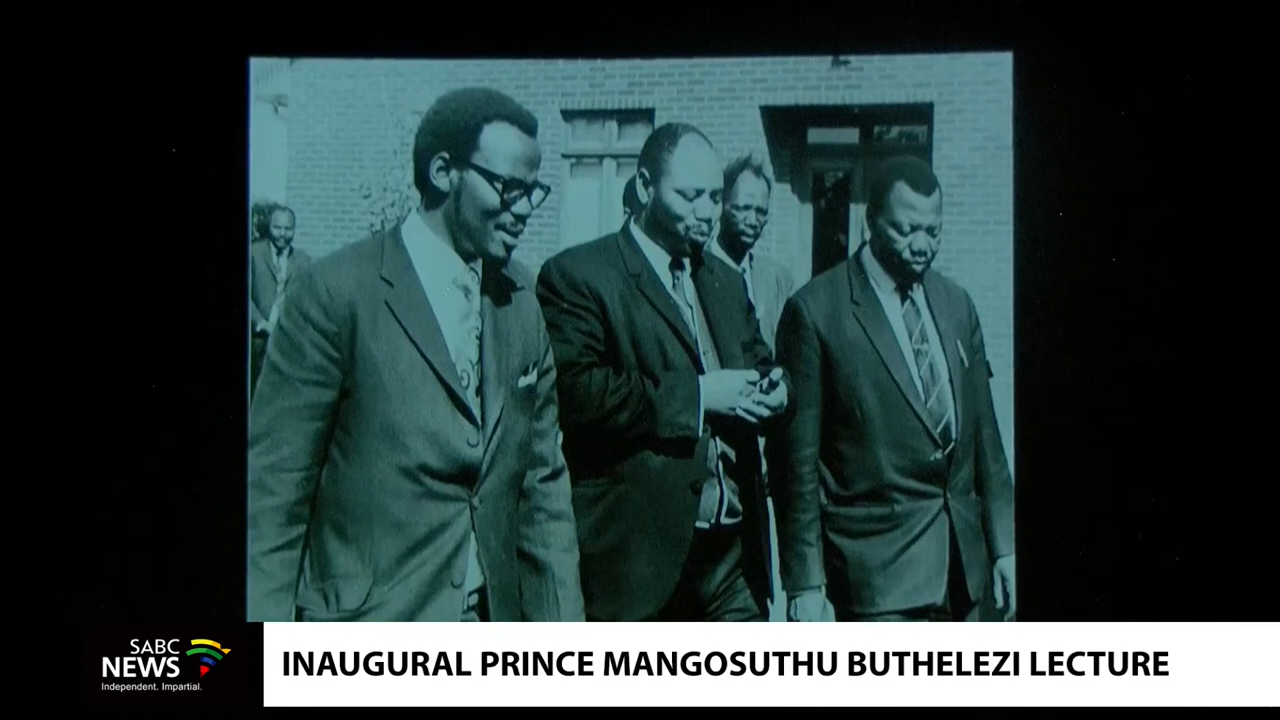 SABC
NEWS
Independent. Impartial.
INAUGURAL PRINCE MANGOSUTHU BUTHELEZI LECTURE